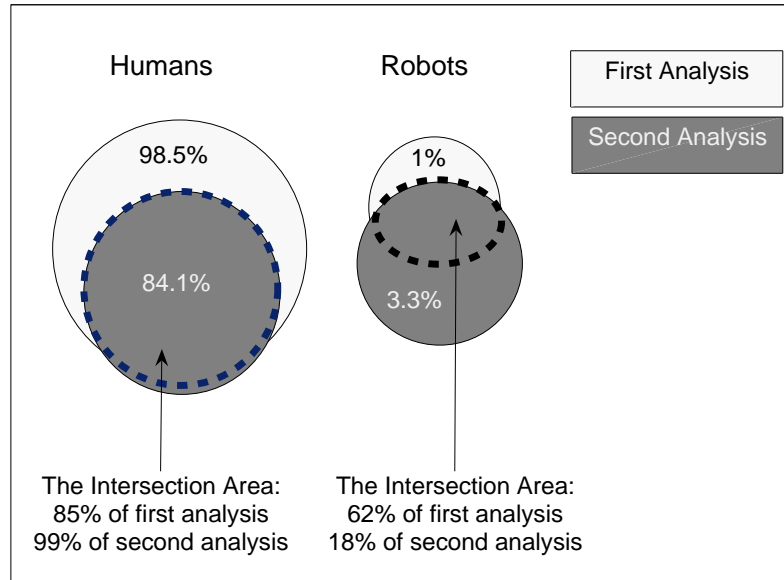 Humans
Robots
First Analysis
Second Analysis
98.5%
1%
84.1%
3.3%
The Intersection Area:
85% of first analysis
99% of second analysis
The Intersection Area:
62% of first analysis
18% of second analysis